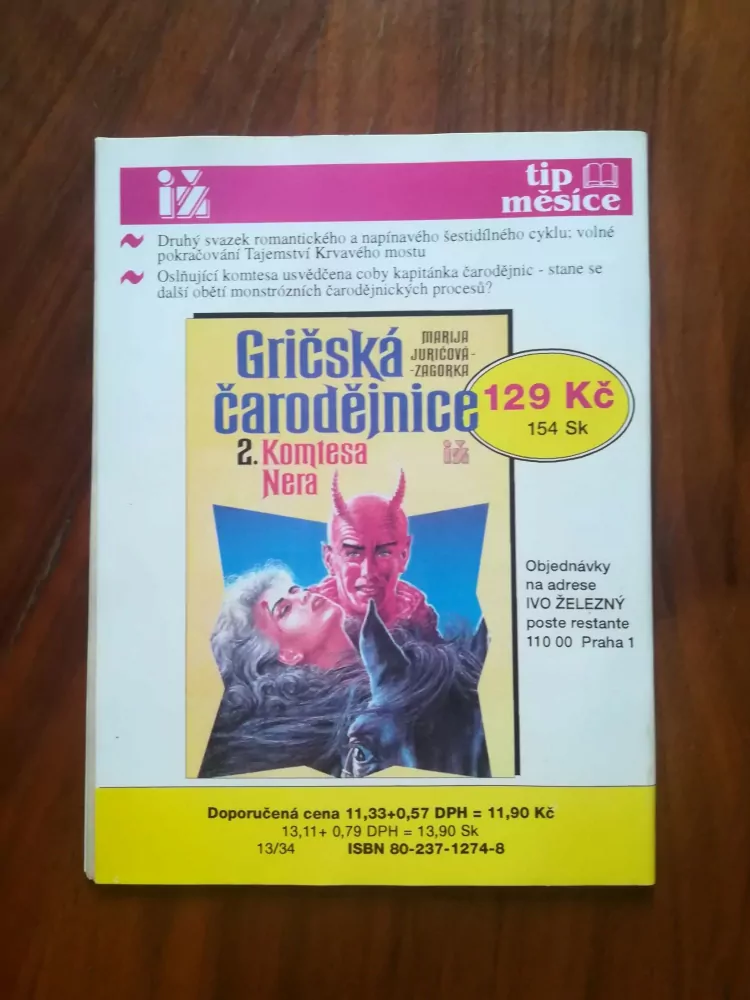 iž
tip
měsíce
Druhý svazek romantického a napínavého šestidílného cyklu; volné
pokračování Tajemství Krvavého mostu
Oslňující komtesa usvědčena coby kapitánka čarodějnic - stane se
další obětí monstrózních čarodějnických procesů?
Gričská
čarodějnice
MARIJA
JURIĆOVÁ-
-ZAGORKA
2. Komtesa
Nera
iž
129 Kč
154 Sk
Objednávky
na adrese
IVO ŽELEZNÝ
poste restante
110 00 Praha 1
Doporučená cena 11,33+0,57 DPH = 11,90 Kč
13,11+ 0,79 DPH = 13,90 Sk
13/34 ISBN 80-237-1274-8